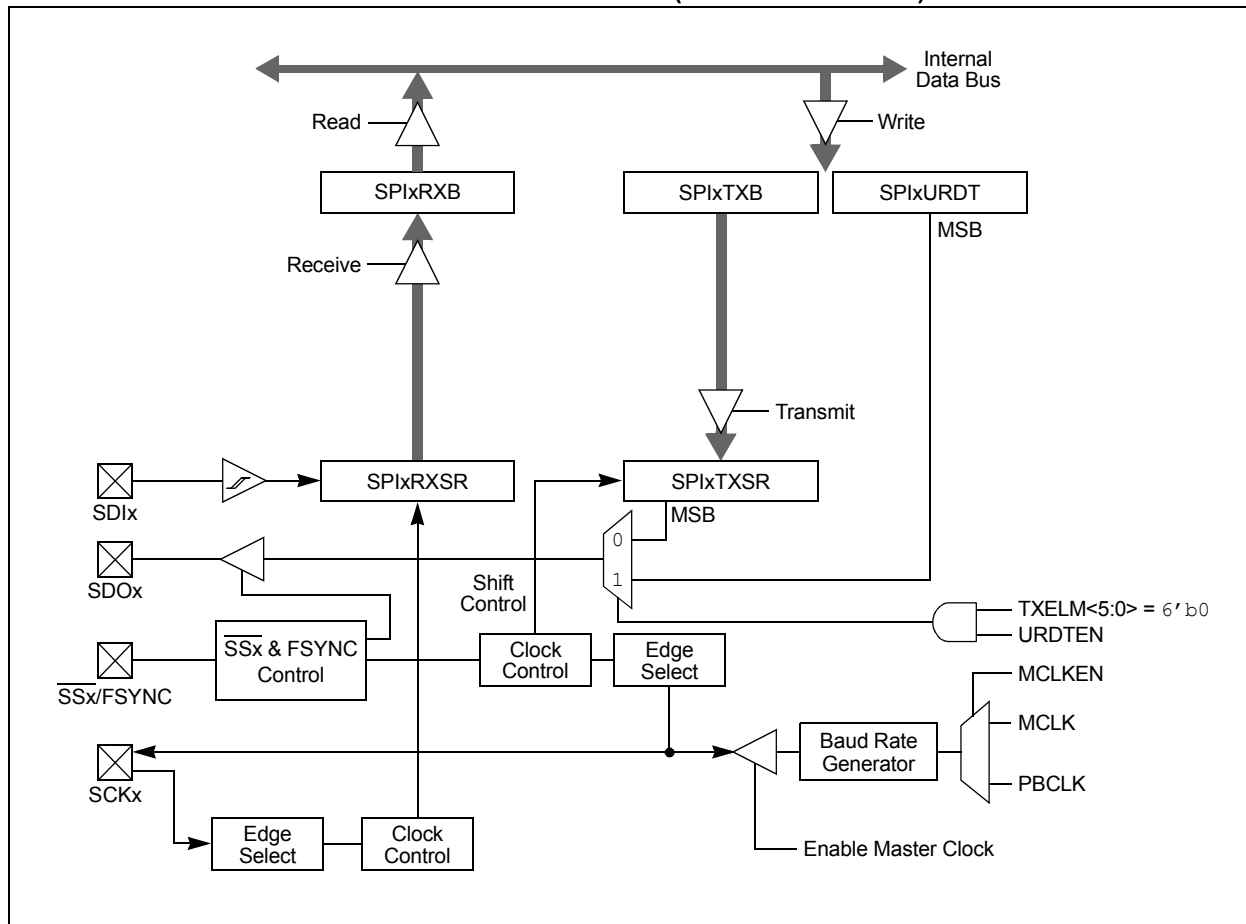 Internal
Data Bus
Read
Write
SPIxRXB
SPIxTXB
SPIxURDT
MSB
Receive
Transmit
SPIxRXSR
SPIxTXSR
SDIx
MSB
0
SDOx
1
Shift
Control
TXELM<5:0> = 6'b0
URDTEN
SSx & FSYNC
Control
Clock
Control
Edge
Select
SSx/FSYNC
MCLKEN
MCLK
Baud Rate
Generator
PBCLK
SCKx
Edge
Select
Clock
Control
Enable Master Clock